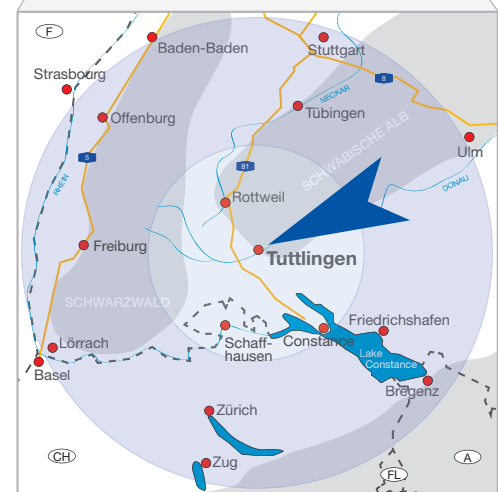 F
Baden-Baden
Stuttgart
Strasbourg
8
NECKAR
Offenburg
Tübingen
SCHWÄBISCHE ALB
Ulm
5
81
RHEIN
DONAU
Rottweil
Freiburg
Tuttlingen
SCHWARZWALD
Lörrach
Schaff-
hausen
Constance
Friedrichshafen
Lake
Constance
Basel
Bregenz
Zürich
CH
Zug
FL
A